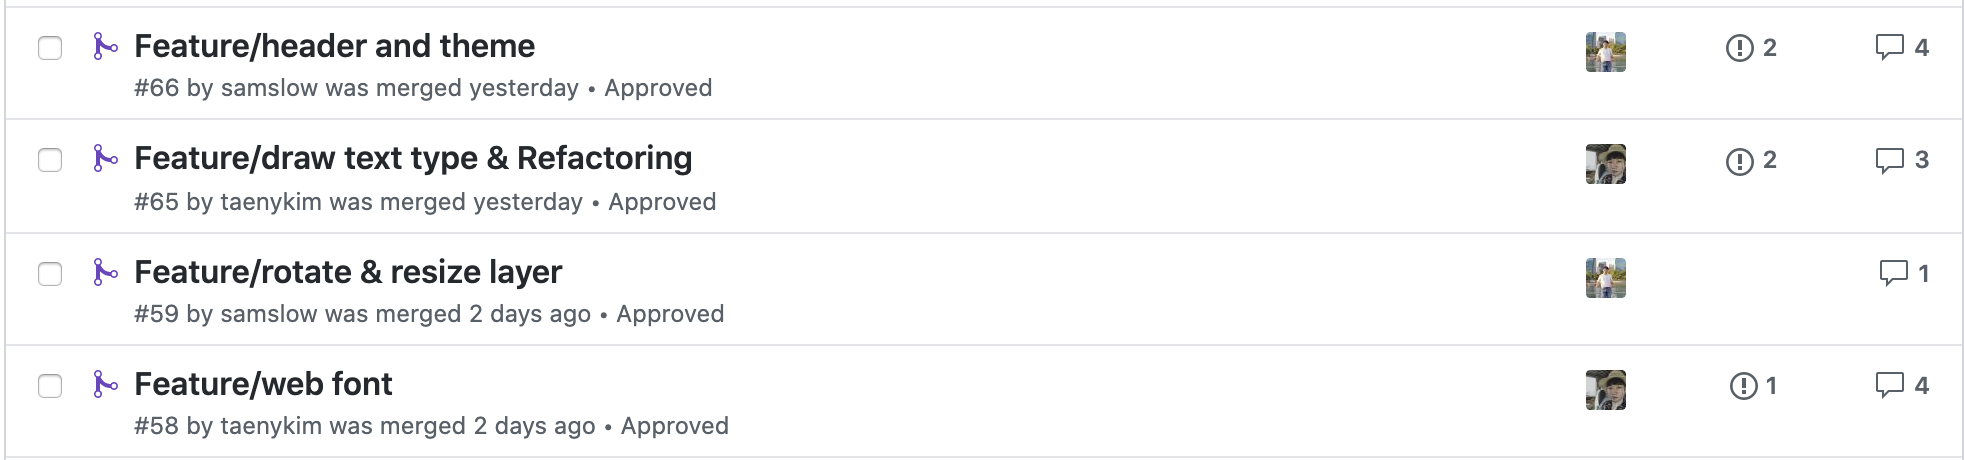 Feature/header and theme
2
4
#66 by samslow was merged yesterday • Approved
Feature/draw text type & Refactoring
2
3
#65 by taenykim was merged yesterday • Approved
Feature/rotate & resize layer
1
#59 by samslow was merged 2 days ago • Approved
Feature/web font
1
4
#58 by taenykim was merged 2 days ago • Approved